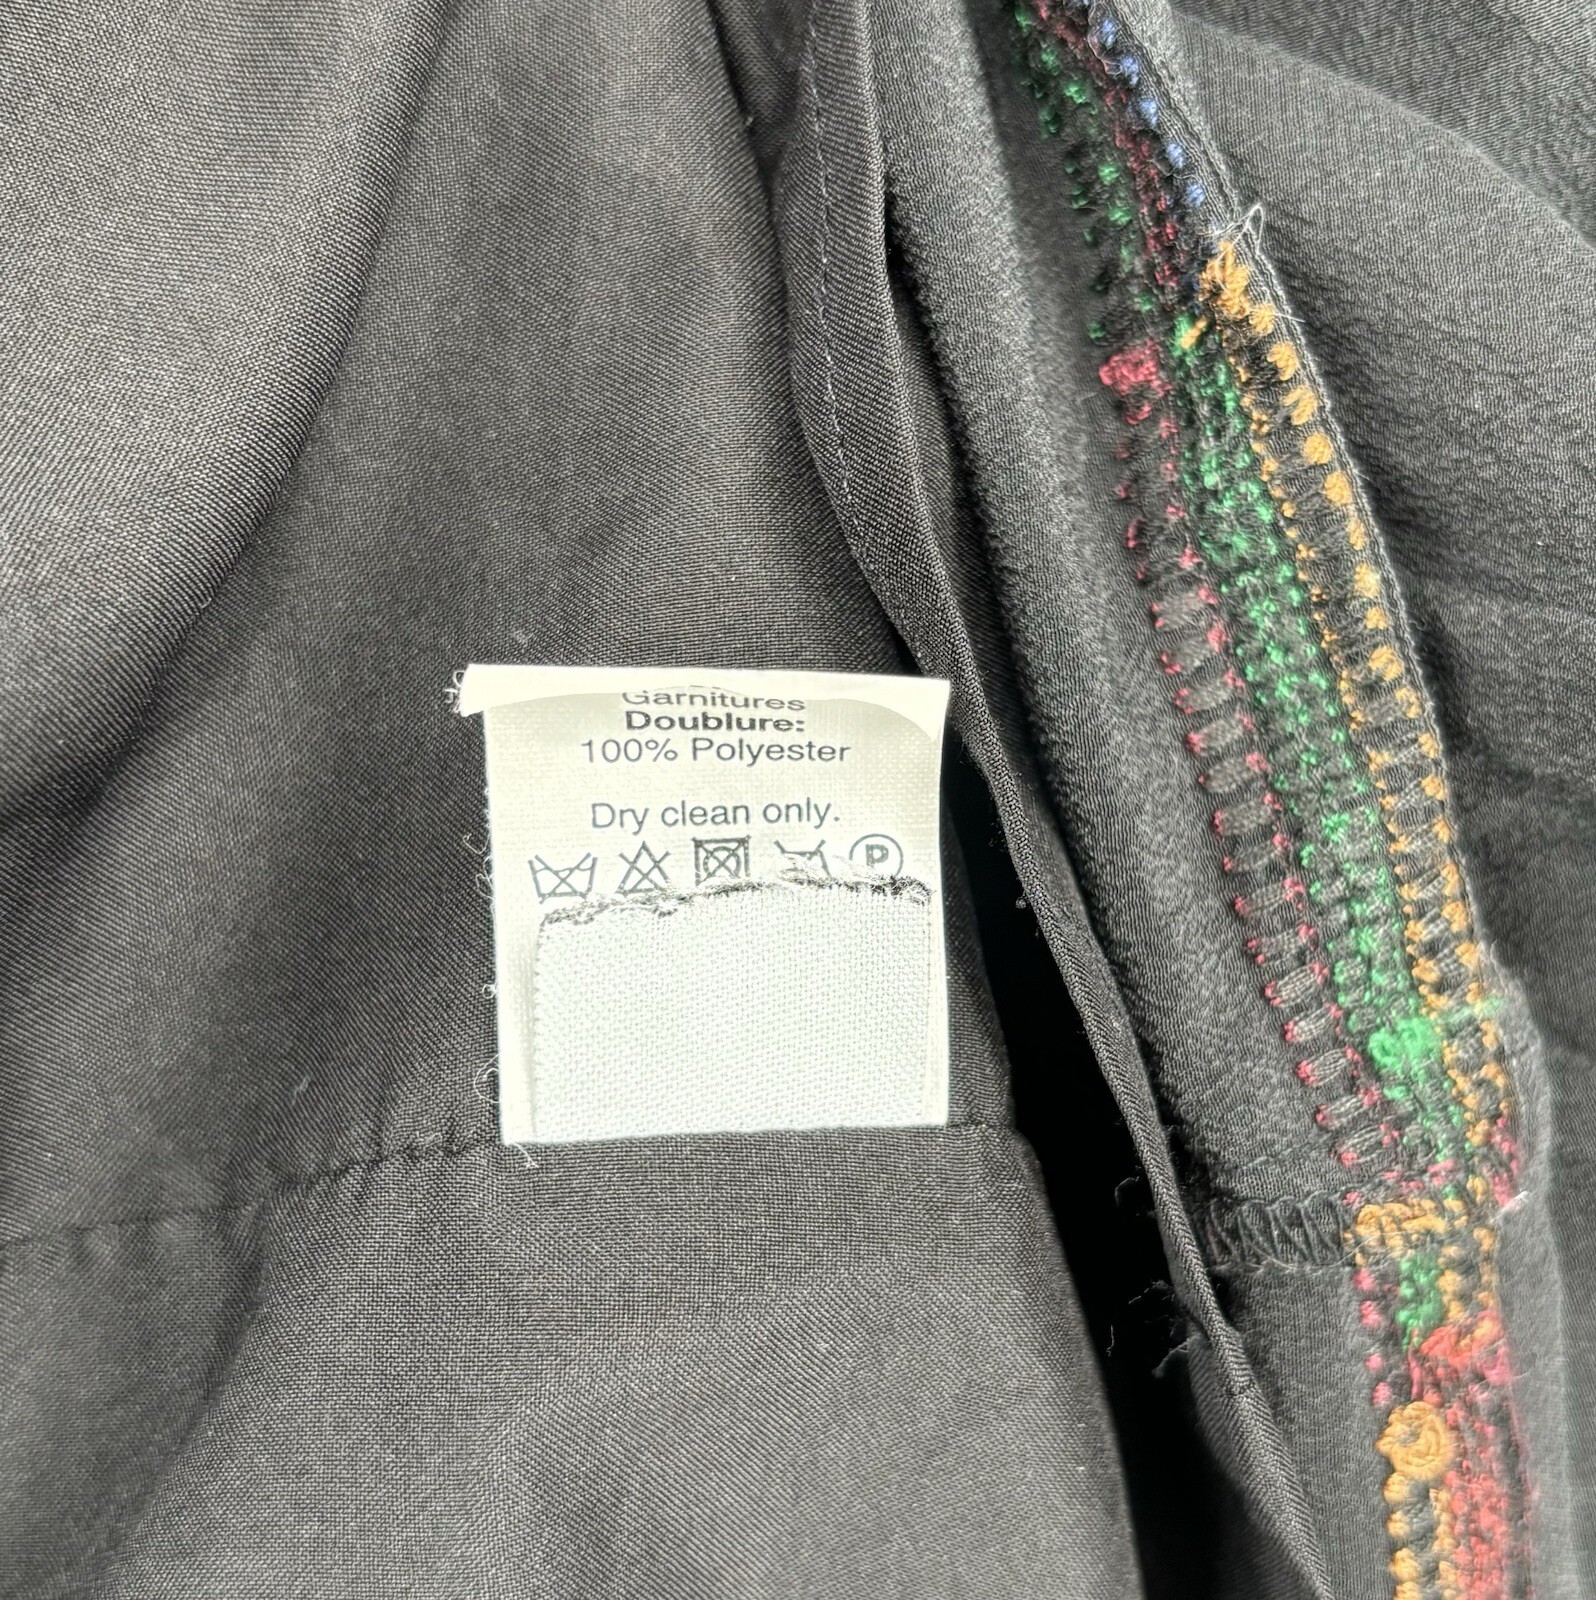 Garnitures
Doublure:
100% Polyester
Dry clean only.
P